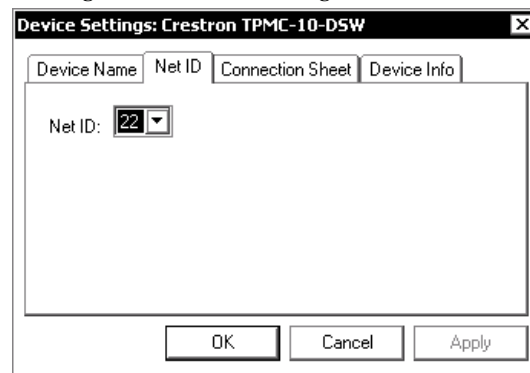 Device Settings: Crestron TPMC-10-DSW
Device Name Net ID Connection Sheet Device Info
Net ID: 22
OK Cancel Apply